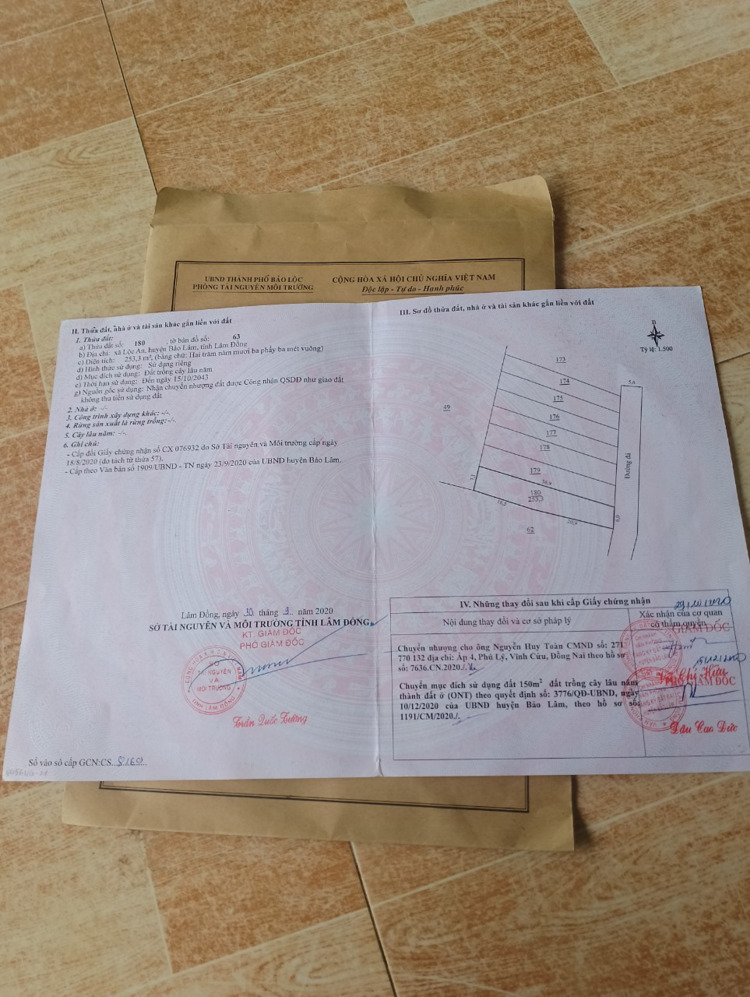 UBND THÀNH PHỐ BẢO LỘC
PHÒNG TÀI NGUYÊN MÔI TRƯỜNG
CỘNG HÒA XÃ HỘI CHỦ NGHĨA VIỆT NAM
Độc lập - Tự do - Hạnh phúc
II. Thửa đất, nhà ở và tài sản khác gắn liền với đất
1. Thửa đất:
a) Thửa đất số: 180 tờ bản đồ số: 63
b) Địa chỉ: xã Lộc An, huyện Bảo Lâm, tỉnh Lâm Đồng
c) Diện tích: 253,3 m², (bằng chữ: Hai trăm năm mươi ba phẩy ba mét vuông)
d) Hình thức sử dụng: Sử dụng riêng
đ) Mục đích sử dụng: Đất trồng cây lâu năm
e) Thời hạn sử dụng: Đến ngày 15/10/2043
g) Nguồn gốc sử dụng: Nhận chuyển nhượng đất được Công nhận QSDĐ như giao đất
không thu tiền sử dụng đất
2. Nhà ở: -/-
3. Công trình xây dựng khác: -/-
4. Rừng sản xuất là rừng trồng: -/-
5. Cây lâu năm: -/-
6. Ghi chú:
- Cấp đổi Giấy chứng nhận số CX 076932 do Sở Tài nguyên và Môi trường cấp ngày
18/8/2020 (do tách từ thửa 57).
- Cấp theo Văn bản số 1909/UBND - TN ngày 23/9/2020 của UBND huyện Bảo Lâm.
Lâm Đồng, ngày 10 tháng 9 năm 2020
SỞ TÀI NGUYÊN VÀ MÔI TRƯỜNG TỈNH LÂM ĐỒNG
KT. GIÁM ĐỐC
PHÓ GIÁM ĐỐC
SỞ
TÀI NGUYÊN
VÀ
MÔI TRƯỜNG
TỈNH LÂM ĐỒNG
Trần Quốc Tường
Số vào sổ cấp GCN:CS
III. Sơ đồ thửa đất, nhà ở và tài sản khác gắn liền với đất
B
Tỷ lệ 1:500
173
174
175
49
176
177
178
179
180
253,3
62
Đường đi
IV. Những thay đổi sau khi cấp Giấy chứng nhận
Nội dung thay đổi và cơ sở pháp lý
Xác nhận của cơ quan
có thẩm quyền
Chuyển nhượng cho ông Nguyễn Huy Toàn CMND số: 271
770 132 địa chỉ: Ấp 4, Phú Lý, Vĩnh Cửu, Đồng Nai theo hồ sơ
số: 7636.CN.2020./.
GIÁM ĐỐC
Chuyển mục đích sử dụng đất 150m² đất trồng cây lâu năm
thành đất ở (ONT) theo quyết định số: 3776/QĐ-UBND, ngày
10/12/2020 của UBND huyện Bảo Lâm, theo hồ sơ số:
1191/CM/2020./.
GIÁM ĐỐC
Đậu Cao Đức